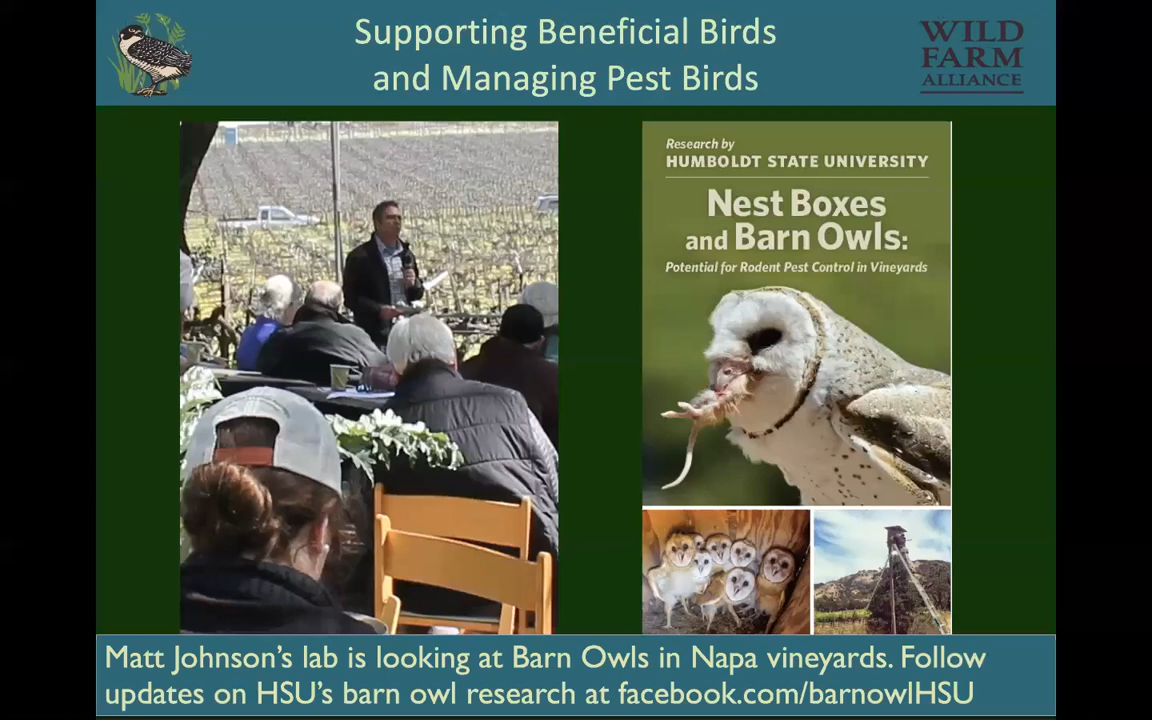 Supporting Beneficial Birds
and Managing Pest Birds
WILD
FARM
ALLIANCE
Research by
HUMBOLDT STATE UNIVERSITY
Nest Boxes
and Barn Owls:
Potential for Rodent Pest Control in Vineyards
Matt Johnson’s lab is looking at Barn Owls in Napa vineyards. Follow
updates on HSU’s barn owl research at facebook.com/barnowlHSU